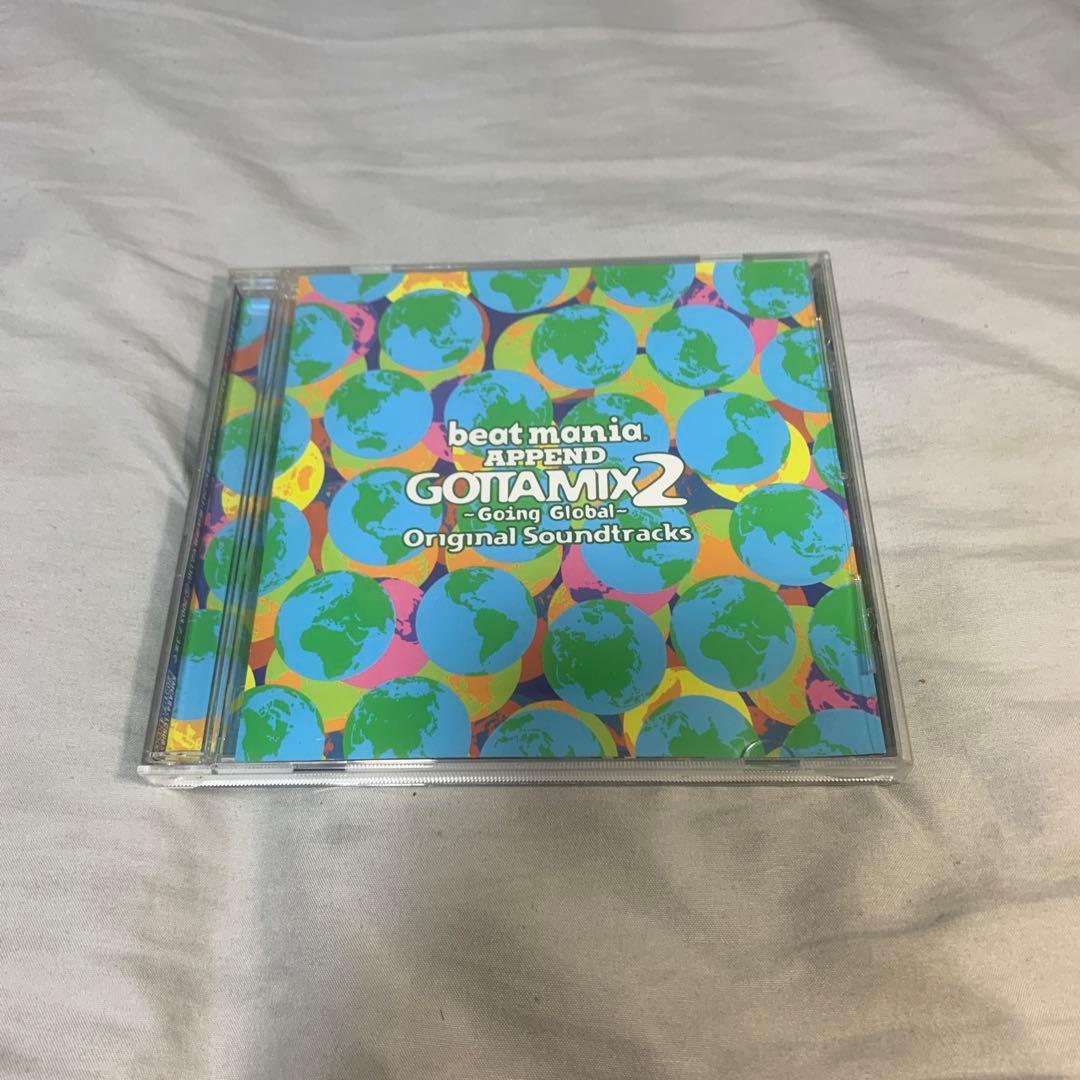 beatmania
APPEND
GOTTAMIX2
~Going Global~
Original Soundtracks